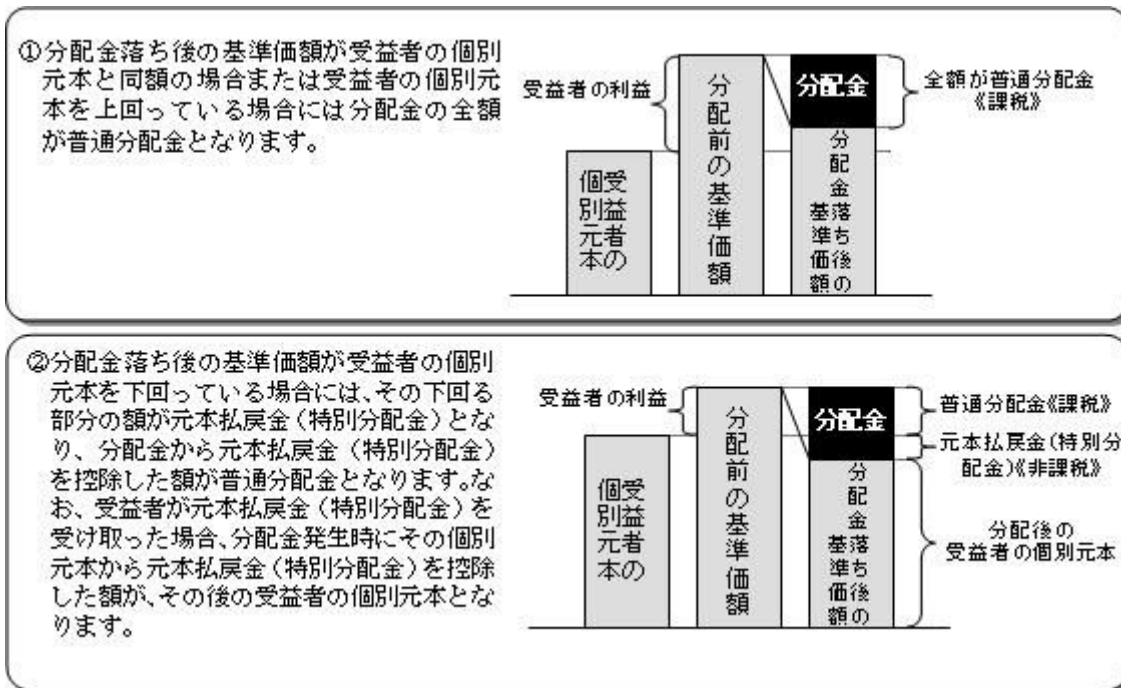 ①分配金落ち後の基準価額が受益者の個別
元本と同額の場合または受益者の個別元
本を上回っている場合には分配金の全額
が普通分配金となります。
受益者の利益
受益者の
個別元本
分配前の基準価額
分配金
分配金落ち後の
基準価額
全額が普通分配金
《課税》
②分配金落ち後の基準価額が受益者の個別
元本を下回っている場合には、その下回る
部分の額が元本払戻金（特別分配金）とな
り、分配金から元本払戻金（特別分配金）
を控除した額が普通分配金となります。な
お、受益者が元本払戻金（特別分配金）を
受け取った場合、分配金発生時にその個別
元本から元本払戻金（特別分配金）を控除
した額が、その後の受益者の個別元本とな
ります。
受益者の利益
受益者の
個別元本
分配前の基準価額
分配金
分配金落ち後の
基準価額
普通分配金《課税》
元本払戻金（特別分
配金）《非課税》
分配後の
受益者の個別元本